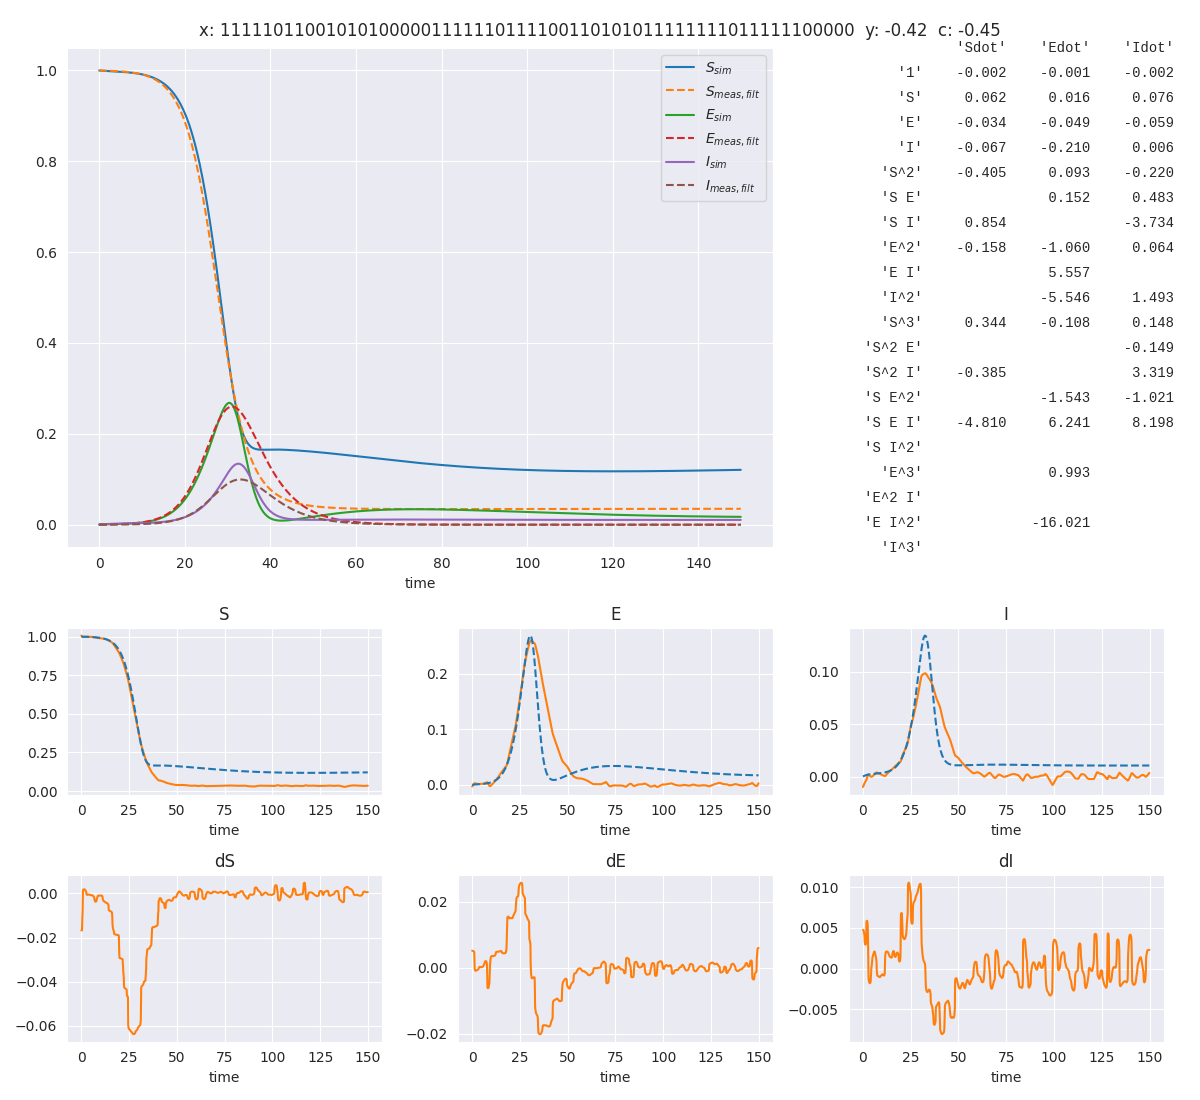 x: 111110110010101000001111110111100110101011111111011111100000  y: -0.42  c: -0.45
'Sdot' 'Edot' 'Idot'
'1' -0.002 -0.001 -0.002
'S' 0.062 0.016 0.076
'E' -0.034 -0.049 -0.059
'I' -0.067 -0.210 0.006
'S^2' -0.405 0.093 -0.220
'S E' 0.152 0.483
'S I' 0.854 -3.734
'E^2' -0.158 -1.060 0.064
'E I' 5.557
'I^2' -5.546 1.493
'S^3' 0.344 -0.108 0.148
'S^2 E' -0.149
'S^2 I' -0.385 3.319
'S E^2' -1.543 -1.021
'S E I' -4.810 6.241 8.198
'S I^2'
'E^3' 0.993
'E^2 I'
'E I^2' -16.021
'I^3'
S_sim
S_meas,filt
E_sim
E_meas,filt
I_sim
I_meas,filt
1.0
0.8
0.6
0.4
0.2
0.0
0 20 40 60 80 100 120 140
time
S
1.00
0.75
0.50
0.25
0.00
0 25 50 75 100 125 150
time
E
0.2
0.1
0.0
0 25 50 75 100 125 150
time
I
0.10
0.05
0.00
0 25 50 75 100 125 150
time
dS
0.00
−0.02
−0.04
−0.06
0 25 50 75 100 125 150
time
dE
0.02
0.00
−0.02
0 25 50 75 100 125 150
time
dI
0.010
0.005
0.000
−0.005
0 25 50 75 100 125 150
time